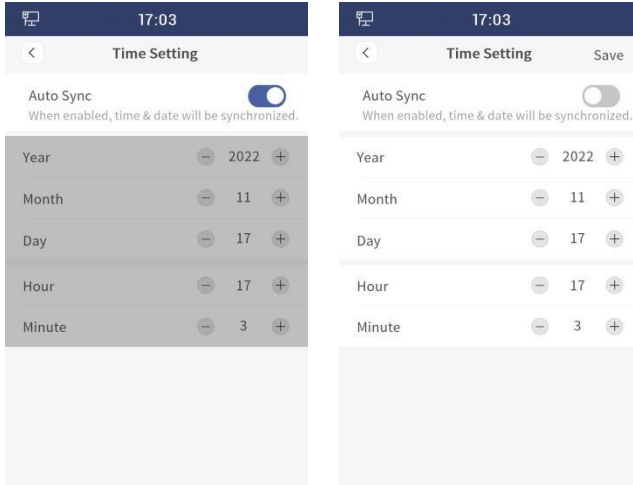 17:03
Time Setting
Auto Sync
When enabled, time & date will be synchronized.
Year − 2022 +
Month − 11 +
Day − 17 +
Hour − 17 +
Minute − 3 +
17:03
Time Setting Save
Auto Sync
When enabled, time & date will be synchronized.
Year − 2022 +
Month − 11 +
Day − 17 +
Hour − 17 +
Minute − 3 +